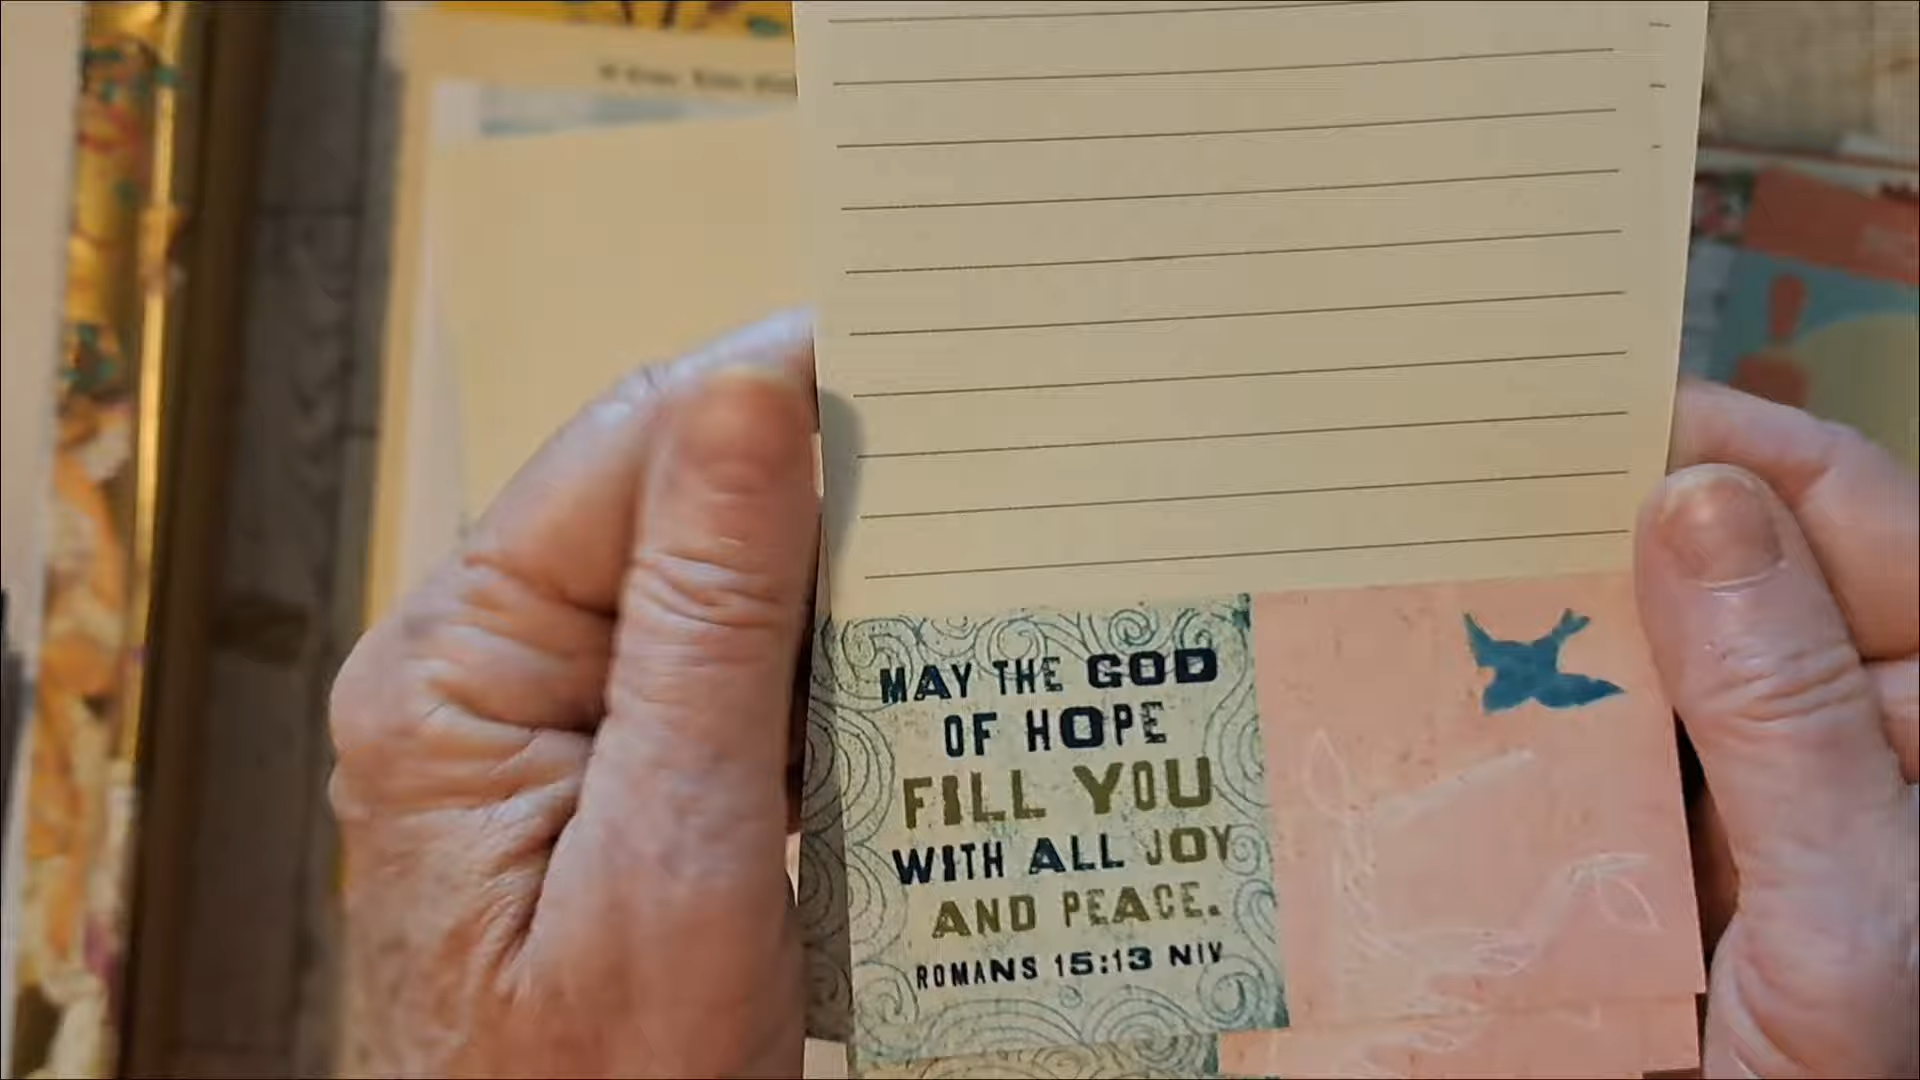 MAY THE GOD
OF HOPE
FILL YOU
WITH ALL JOY
AND PEACE.
ROMANS 15:13 NIV